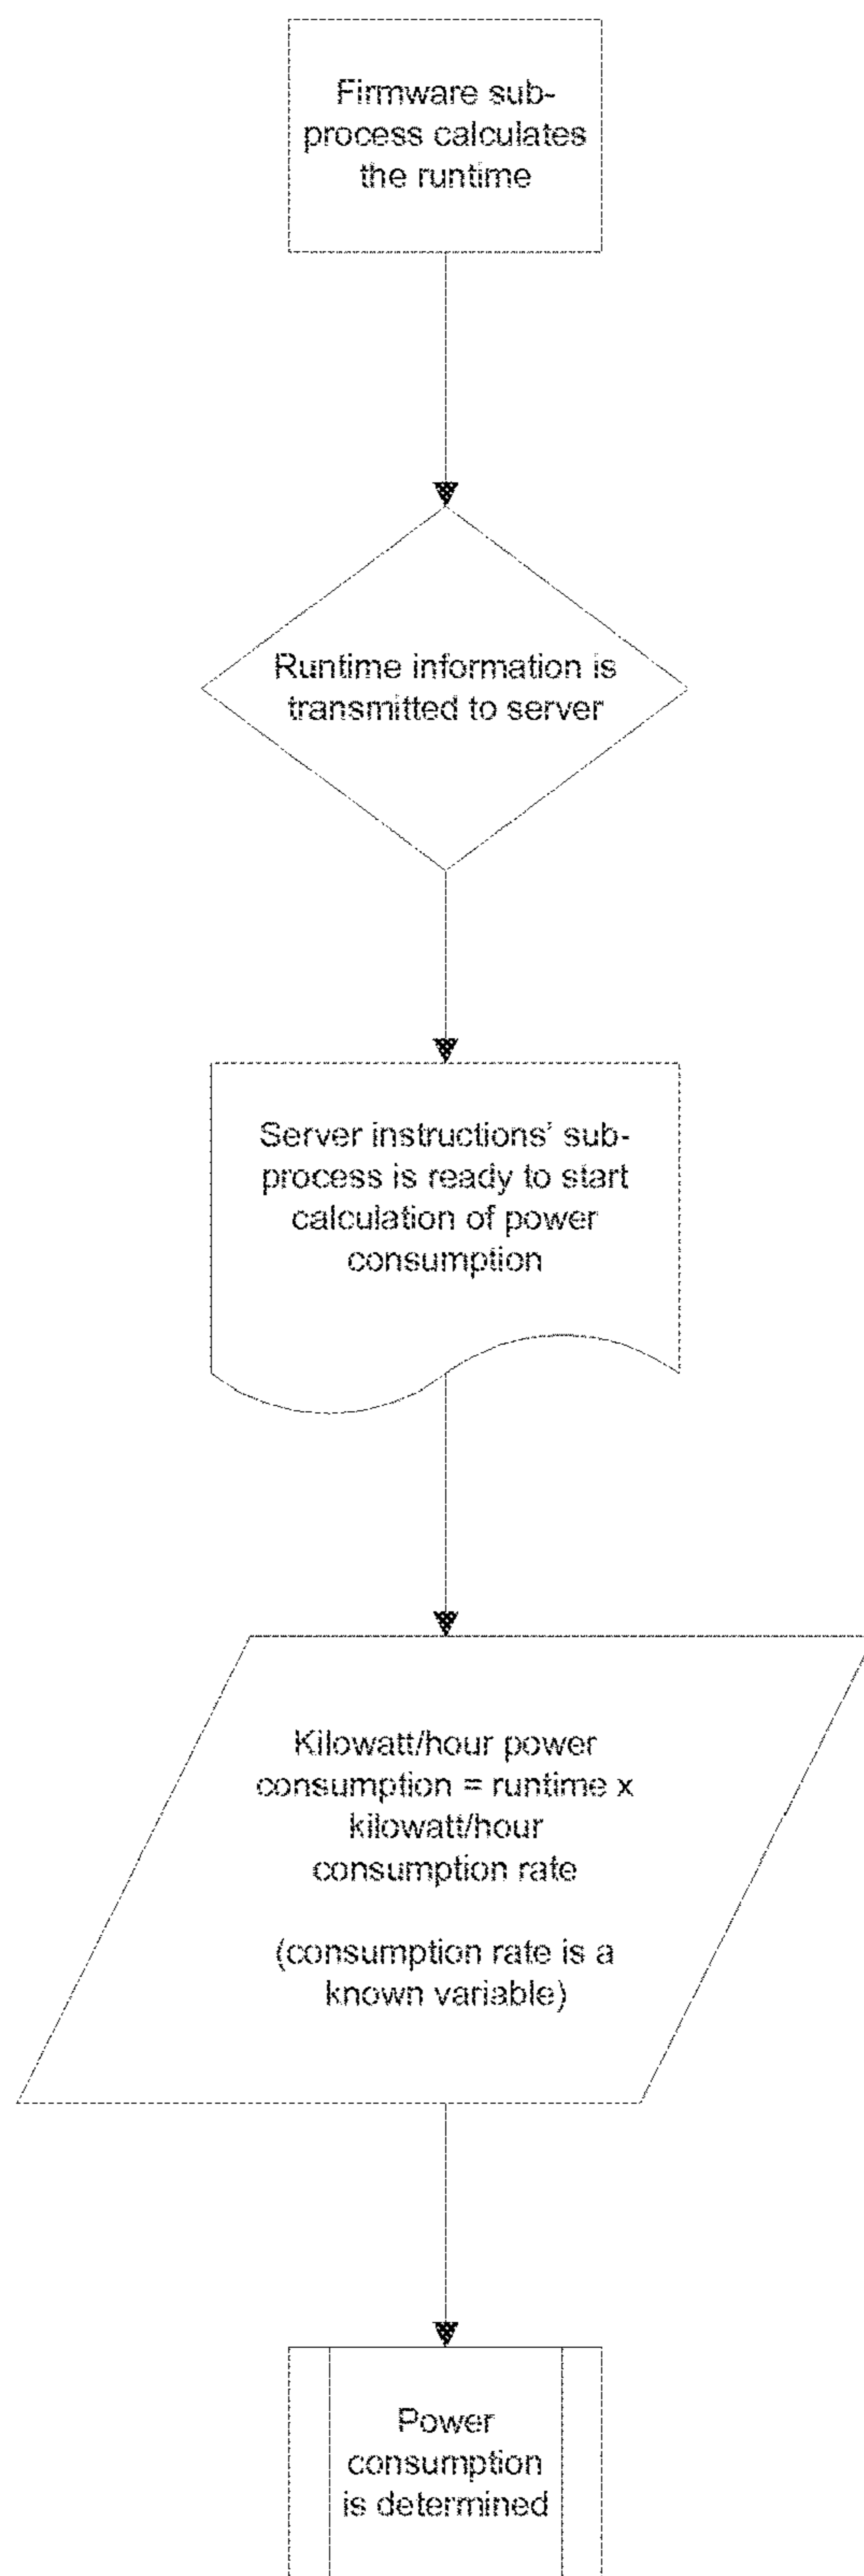 Firmware sub-
process calculates
the runtime
Runtime information is
transmitted to server
Server instructions' sub-
process is ready to start
calculation of power
consumption
Kilowatt/hour power
consumption = runtime x
kilowatt/hour
consumption rate
(consumption rate is a
known variable)
Power
consumption
is determined